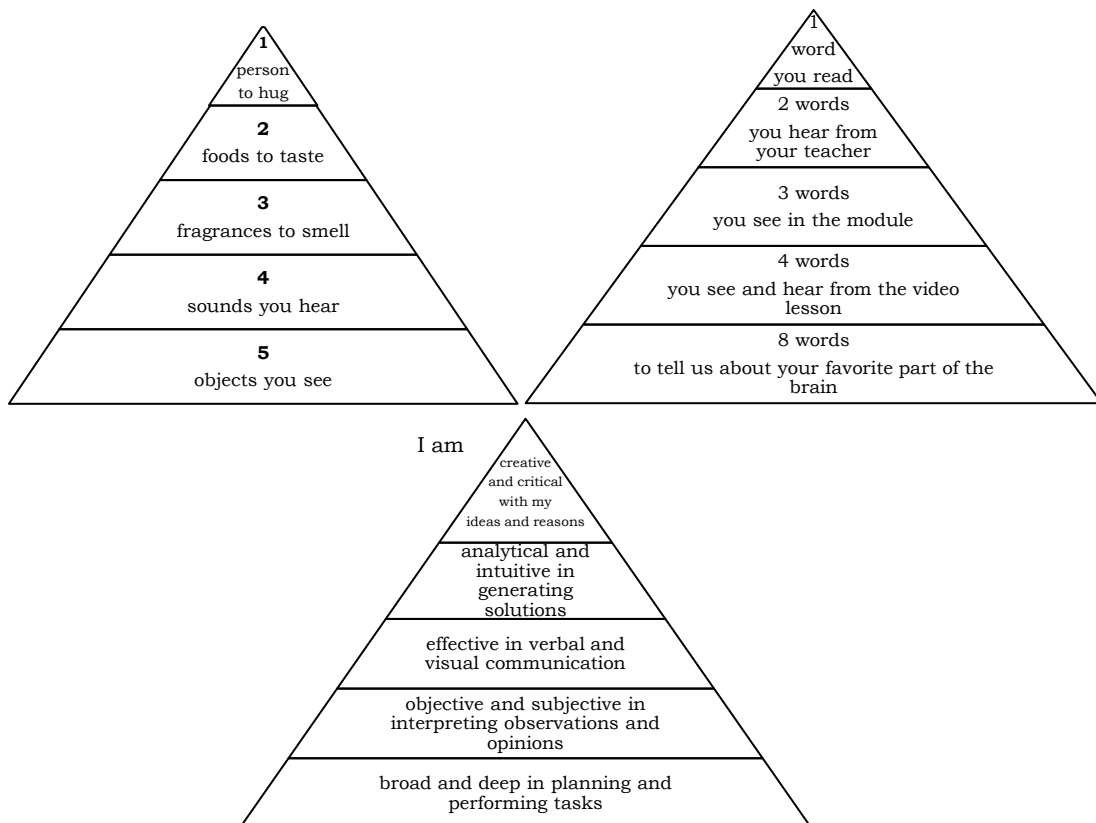 1
person
to hug
2
foods to taste
3
fragrances to smell
4
sounds you hear
5
objects you see
1
word
you read
2 words
you hear from
your teacher
3 words
you see in the module
4 words
you see and hear from the video
lesson
8 words
to tell us about your favorite part of the
brain
I am
creative
and critical
with my
ideas and reasons
analytical and
intuitive in
generating
solutions
effective in verbal and
visual communication
objective and subjective in
interpreting observations and
opinions
broad and deep in planning and
performing tasks